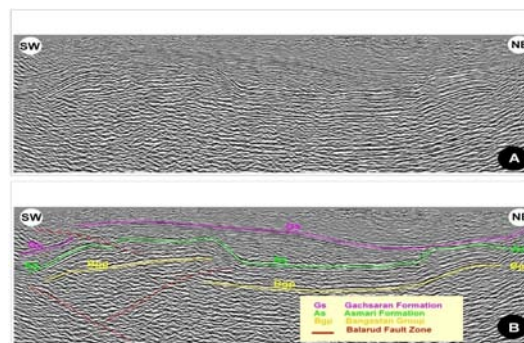 SW
NE
A
SW
NE
Gs
Gs
As
As
As
Bgp
Bgp
Gs Gachsaran Formation
As Asmari Formation
Bgp Bangestan Group
Balarud Fault Zone
B